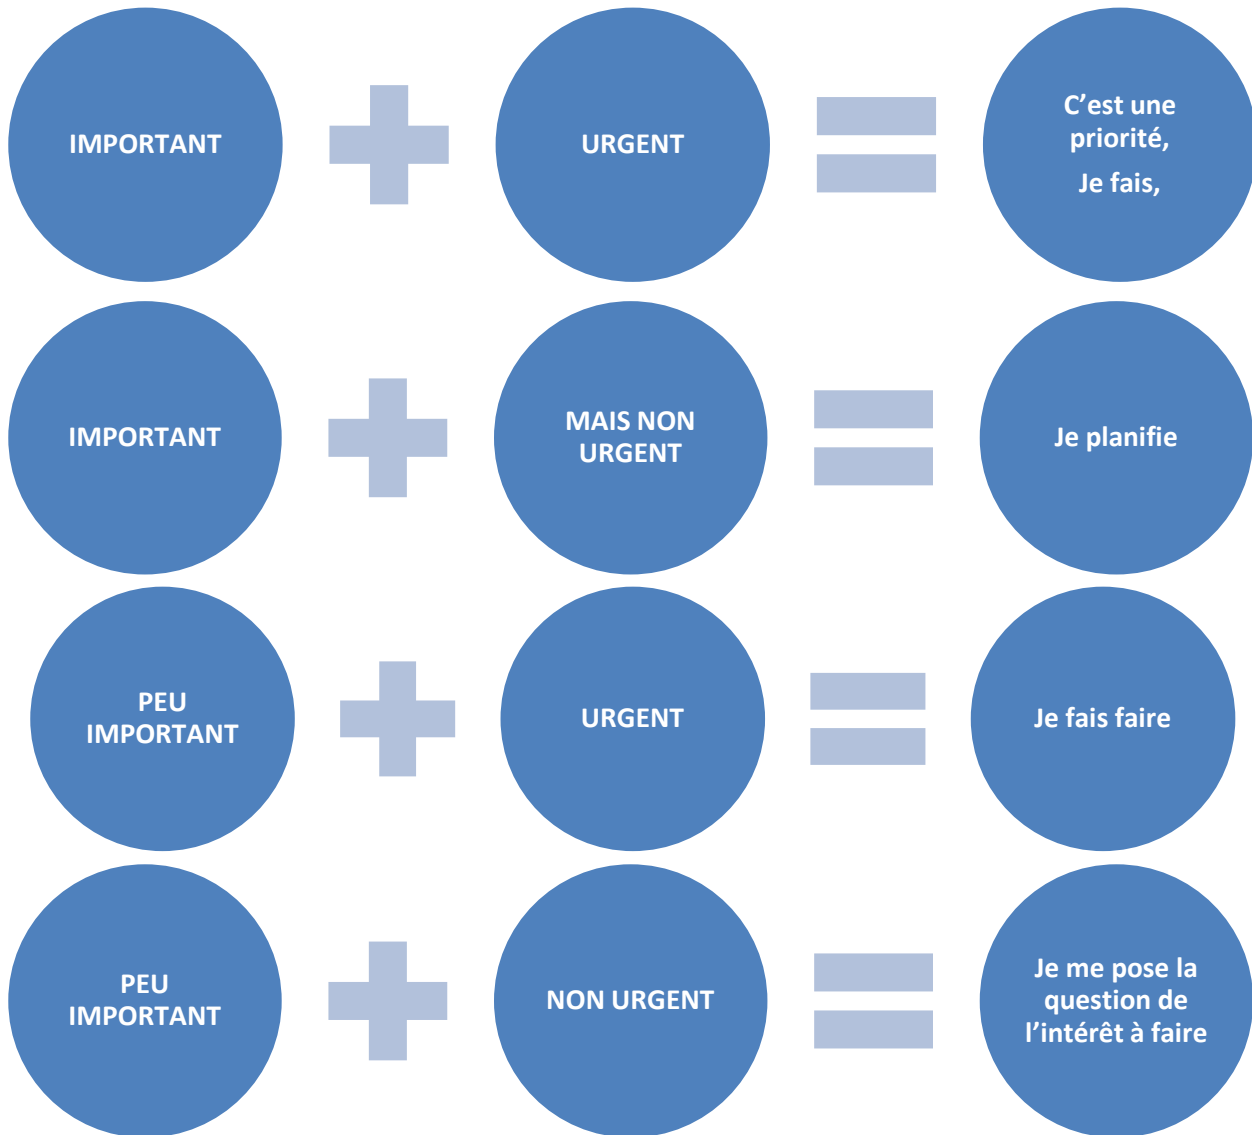 IMPORTANT
URGENT
C’est une
priorité,
Je fais,
IMPORTANT
MAIS NON
URGENT
Je planifie
PEU
IMPORTANT
URGENT
Je fais faire
PEU
IMPORTANT
NON URGENT
Je me pose la
question de
l’intérêt à faire